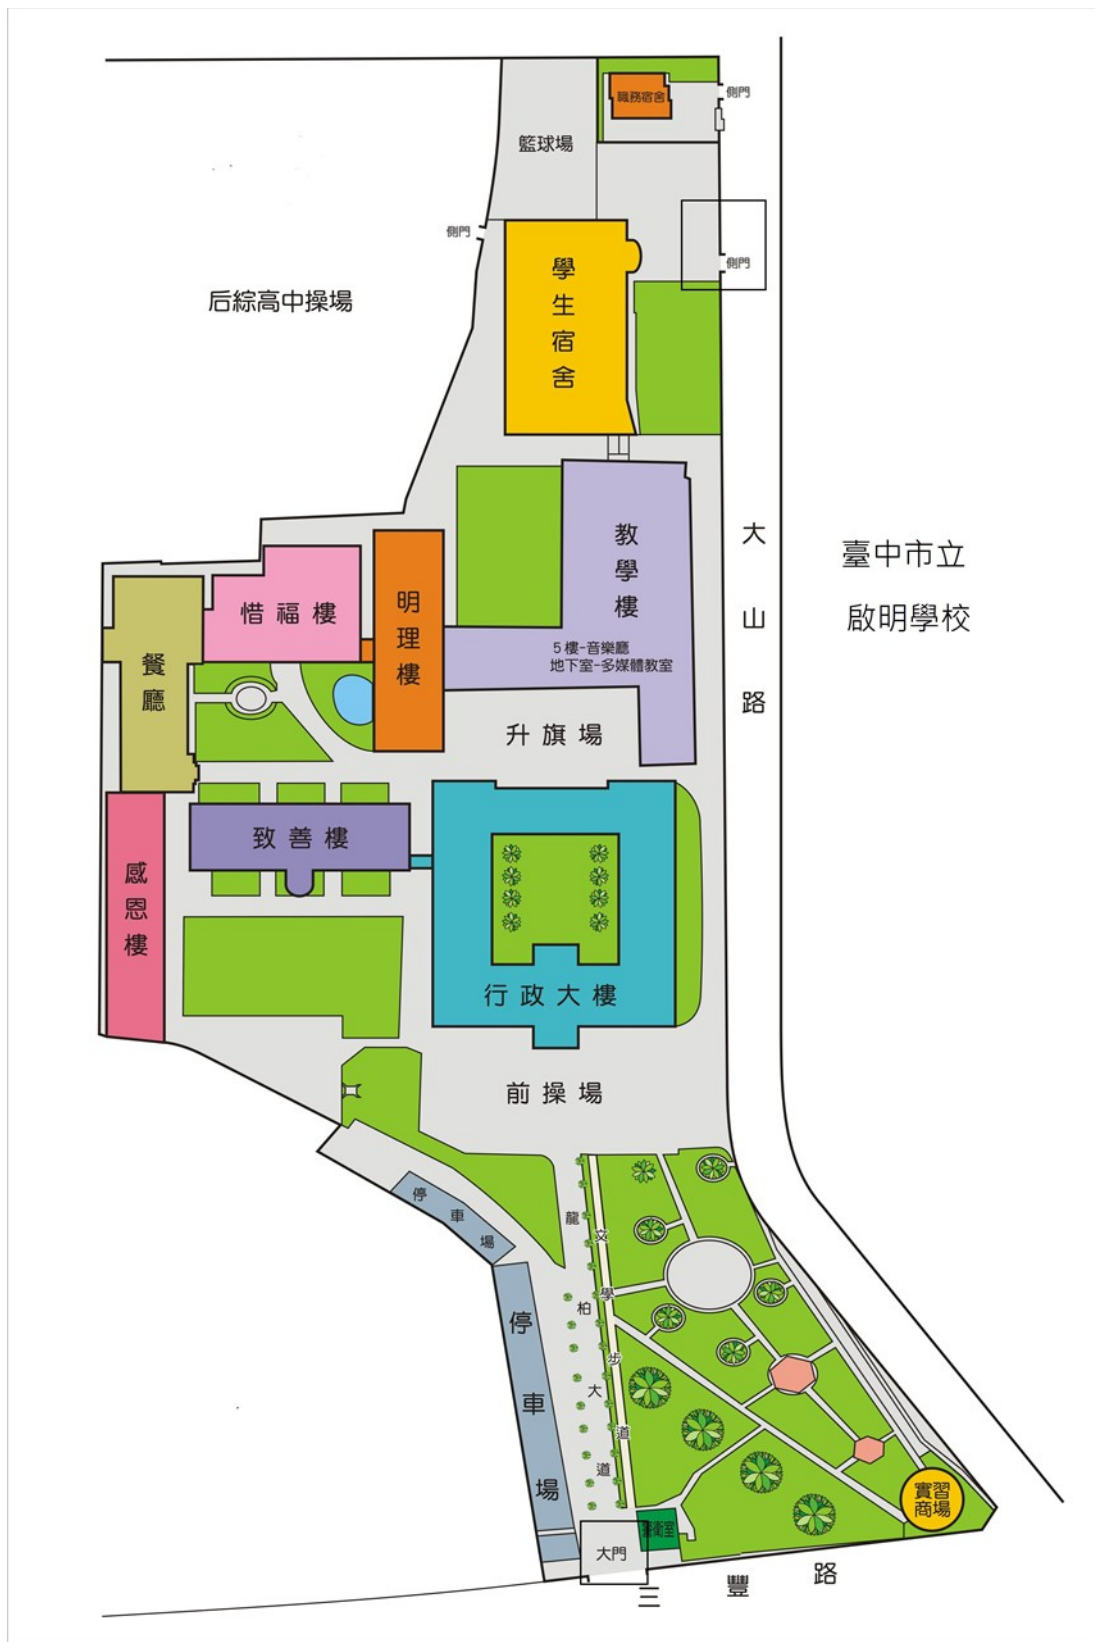 職務宿舍
側門
籃球場
側門
側門
學生宿舍
后綜高中操場
大山路
臺中市立
啟明學校
教學樓
5樓-音樂廳
地下室-多媒體教室
明理樓
惜福樓
餐廳
升旗場
致善樓
感恩樓
行政大樓
前操場
停車場
龍柏大道
文學步道
停車場
實習
商場
警衛室
大門
三豐路